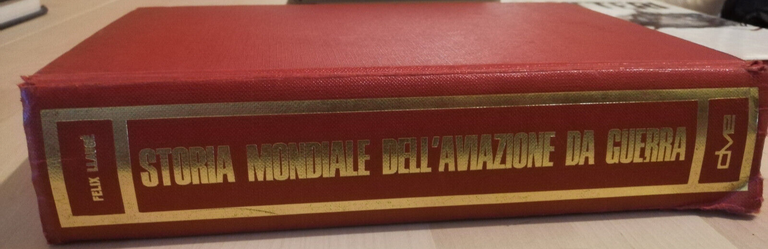 FELIX LLAUGÉ
STORIA MONDIALE DELL'AVIAZIONE DA GUERRA
dve